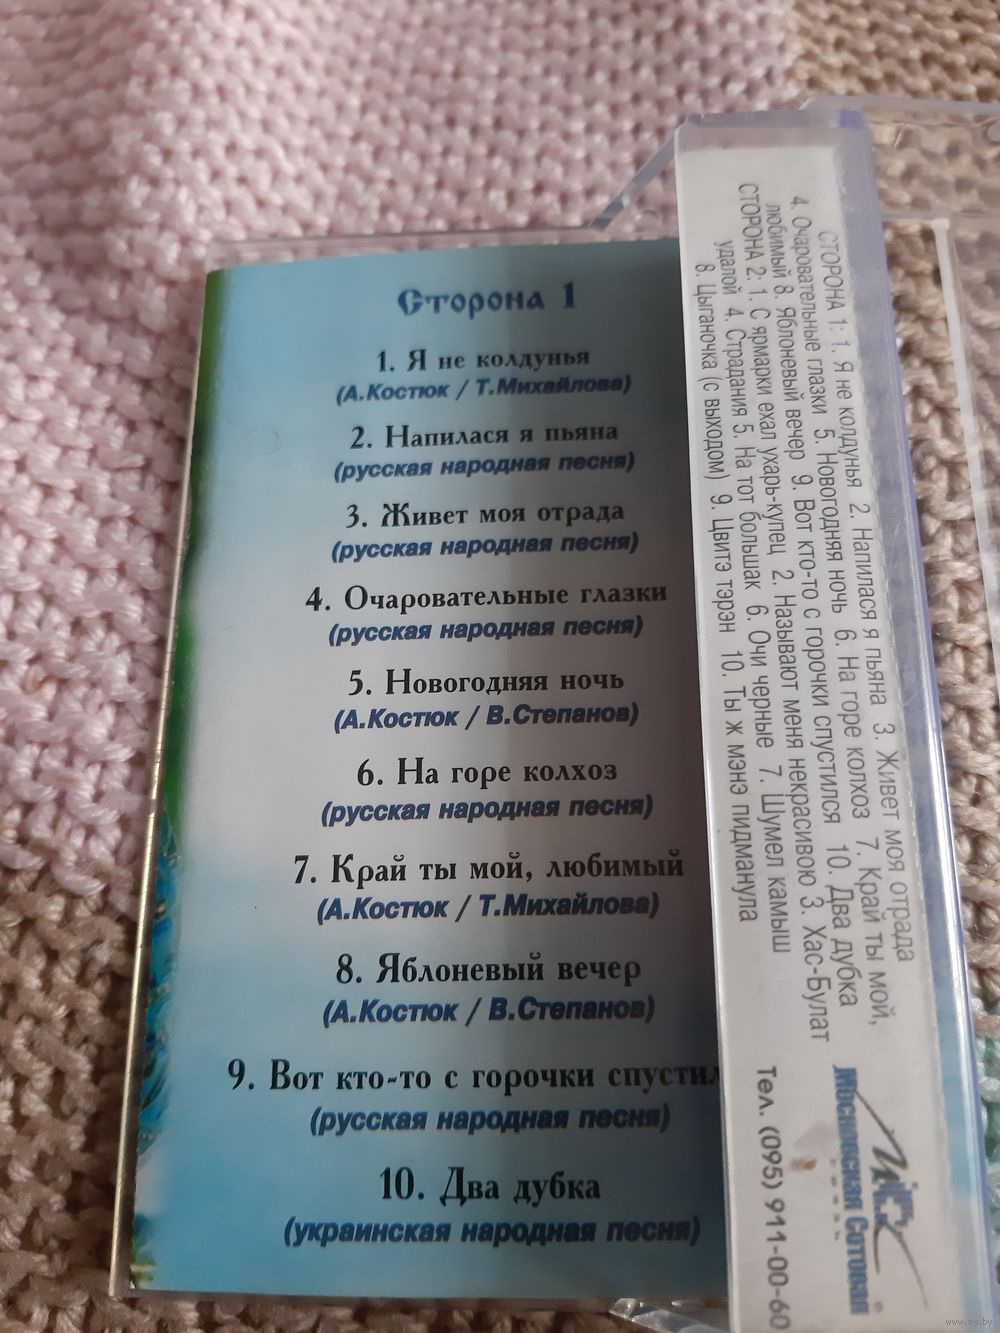 Сторона 1
1. Я не колдунья
(А.Костюк / Т.Михайлова)
2. Напилася я пьяна
(русская народная песня)
3. Живет моя отрада
(русская народная песня)
4. Очаровательные глазки
(русская народная песня)
5. Новогодняя ночь
(А.Костюк / В.Степанов)
6. На горе колхоз
(русская народная песня)
7. Край ты мой, любимый
(А.Костюк / Т.Михайлова)
8. Яблоневый вечер
(А.Костюк / В.Степанов)
9. Вот кто-то с горочки спустил
(русская народная песня)
10. Два дубка
(украинская народная песня)
СТОРОНА 1: 1. Я не колдунья 2. Напилася я пьяна 3. Живет моя отрада
4. Очаровательные глазки 5. Новогодняя ночь 6. На горе колхоз 7. Край ты мой,
любимый 8. Яблоневый вечер 9. Вот кто-то с горочки спустился 10. Два дубка
СТОРОНА 2: 1. С ярмарки ехал ухарь-купец 2. Называют меня некрасивою 3. Хас-Булат
удалой 4. Страдания 5. На тот большак 6. Очи черные 7. Шумел камыш
8. Цыганочка (с выходом) 9. Цвитэ тэрэн 10. Ты ж мэнэ пидманула
Московская Сотовая
Тел. (095) 911-00-60
www.ay.by